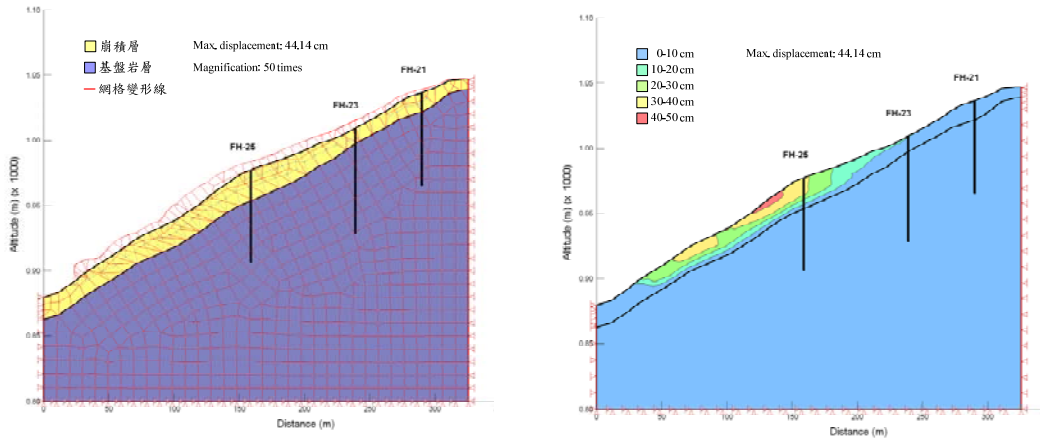 1.10
崩積層
Max. displacement: 44.14 cm
基盤岩層
Magnification: 50 times
網格變形線
1.05
FH-21
FH-23
FH-25
1.00
0.95
0.90
0.85
0.80
Altitude (m) (x 1000)
0 50 100 150 200 250 300
Distance (m)
1.10
0-10 cm
Max. displacement: 44.14 cm
10-20 cm
20-30 cm
30-40 cm
40-50 cm
1.05
FH-21
FH-23
FH-25
1.00
0.95
0.90
0.85
0.80
Altitude (m) (x 1000)
0 50 100 150 200 250 300
Distance (m)